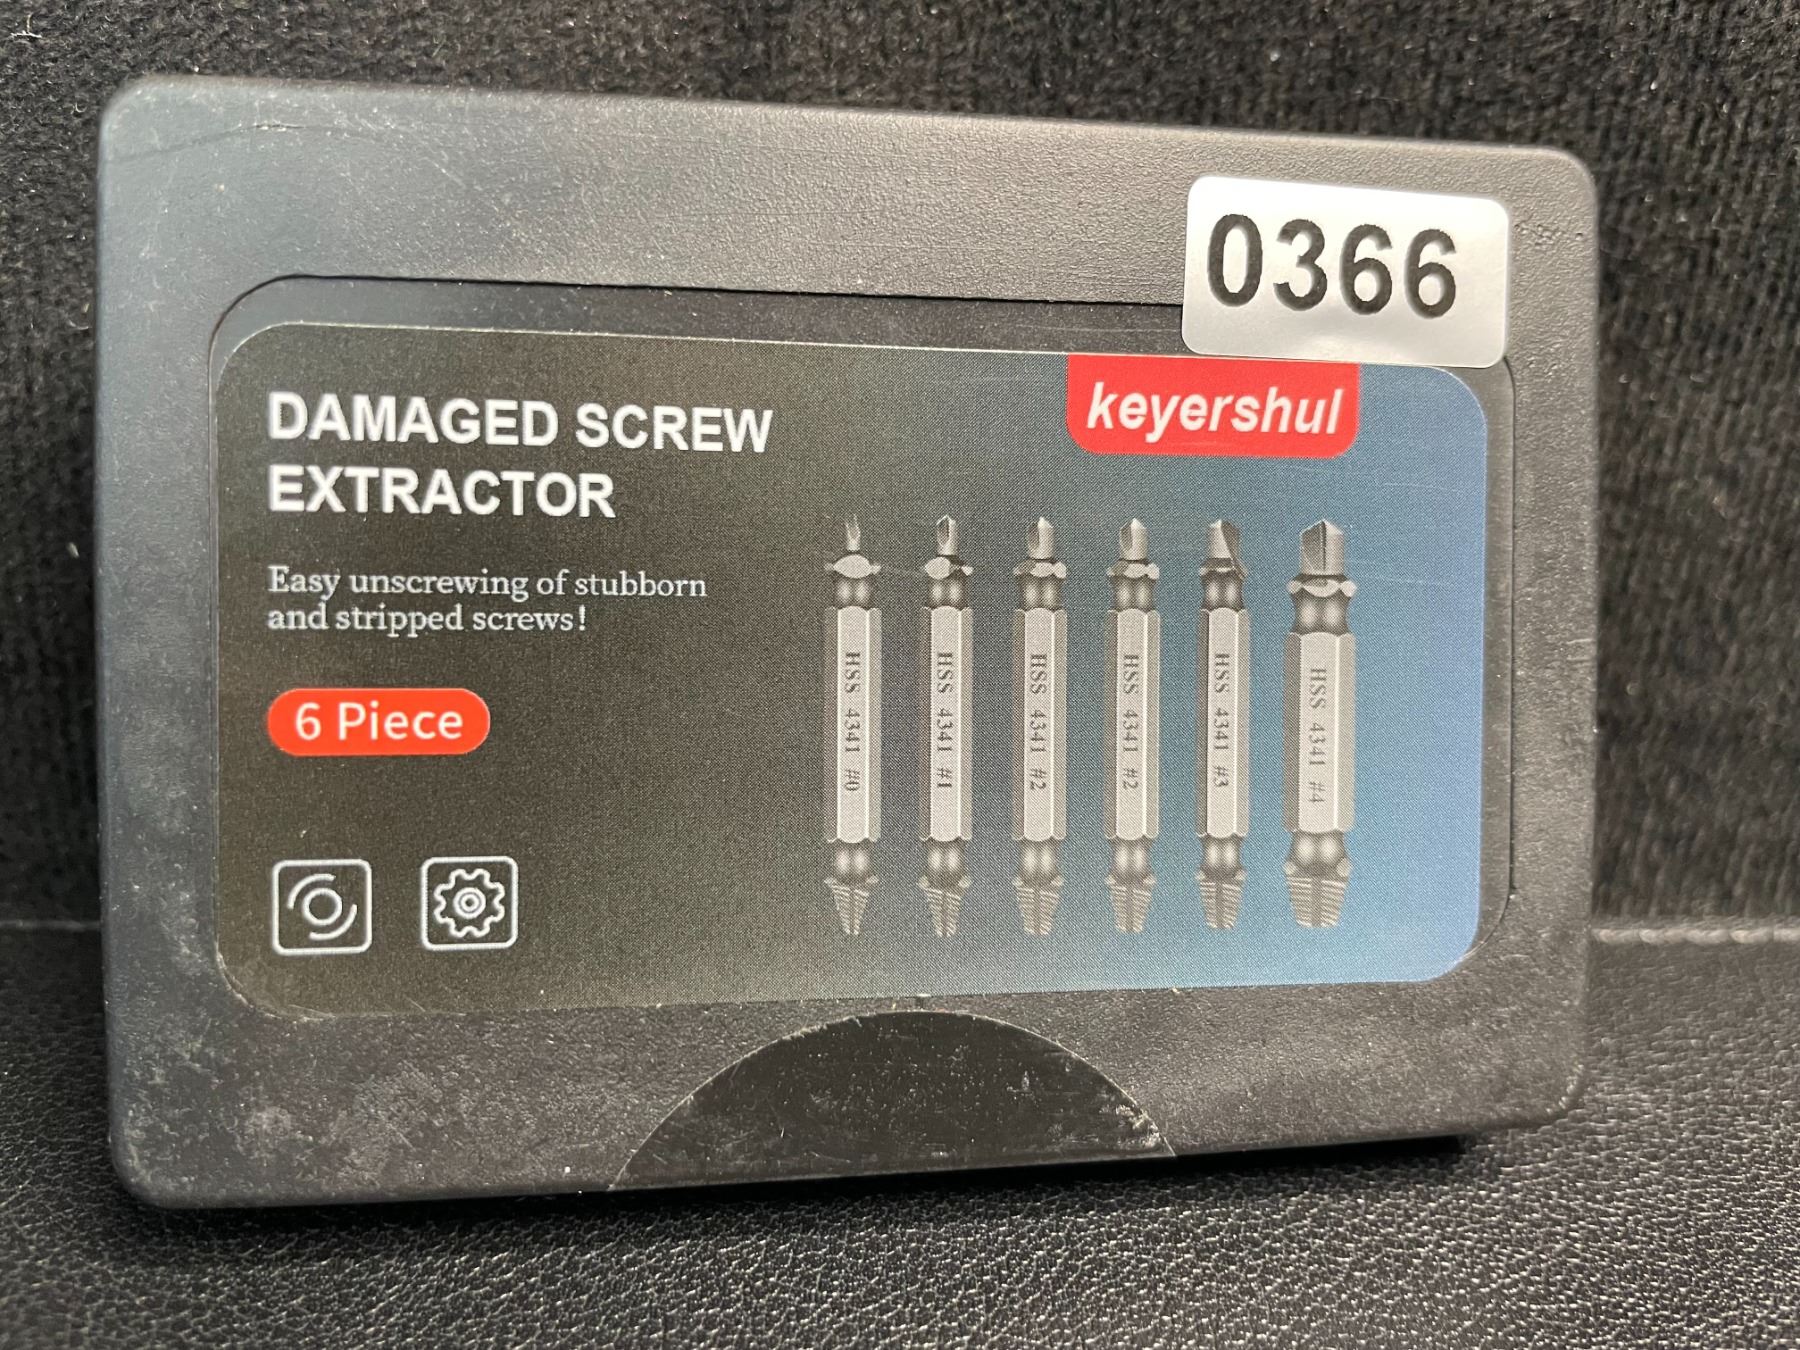 0366
keyershul
DAMAGED SCREW
EXTRACTOR
Easy unscrewing of stubborn
and stripped screws!
6 Piece
HSS 4341 #0
HSS 4341 #1
HSS 4341 #2
HSS 4341 #2
HSS 4341 #3
HSS 4341 #4